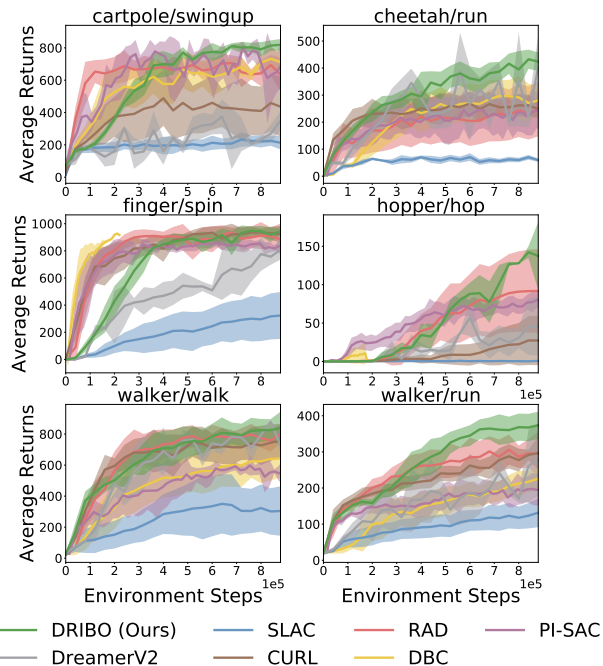 cartpole/swingup
cheetah/run
Average Returns
800
600
400
200
0
0 1 2 3 4 5 6 7 8
500
400
300
200
100
0
0 1 2 3 4 5 6 7 8
finger/spin
hopper/hop
Average Returns
1000
800
600
400
200
0
0 1 2 3 4 5 6 7 8
150
100
50
0
0 1 2 3 4 5 6 7 8
1e5
walker/walk
walker/run
Average Returns
800
600
400
200
0
0 1 2 3 4 5 6 7 8
1e5
Environment Steps
400
300
200
100
0
0 1 2 3 4 5 6 7 8
1e5
Environment Steps
DRIBO (Ours) SLAC RAD PI-SAC
DreamerV2 CURL DBC